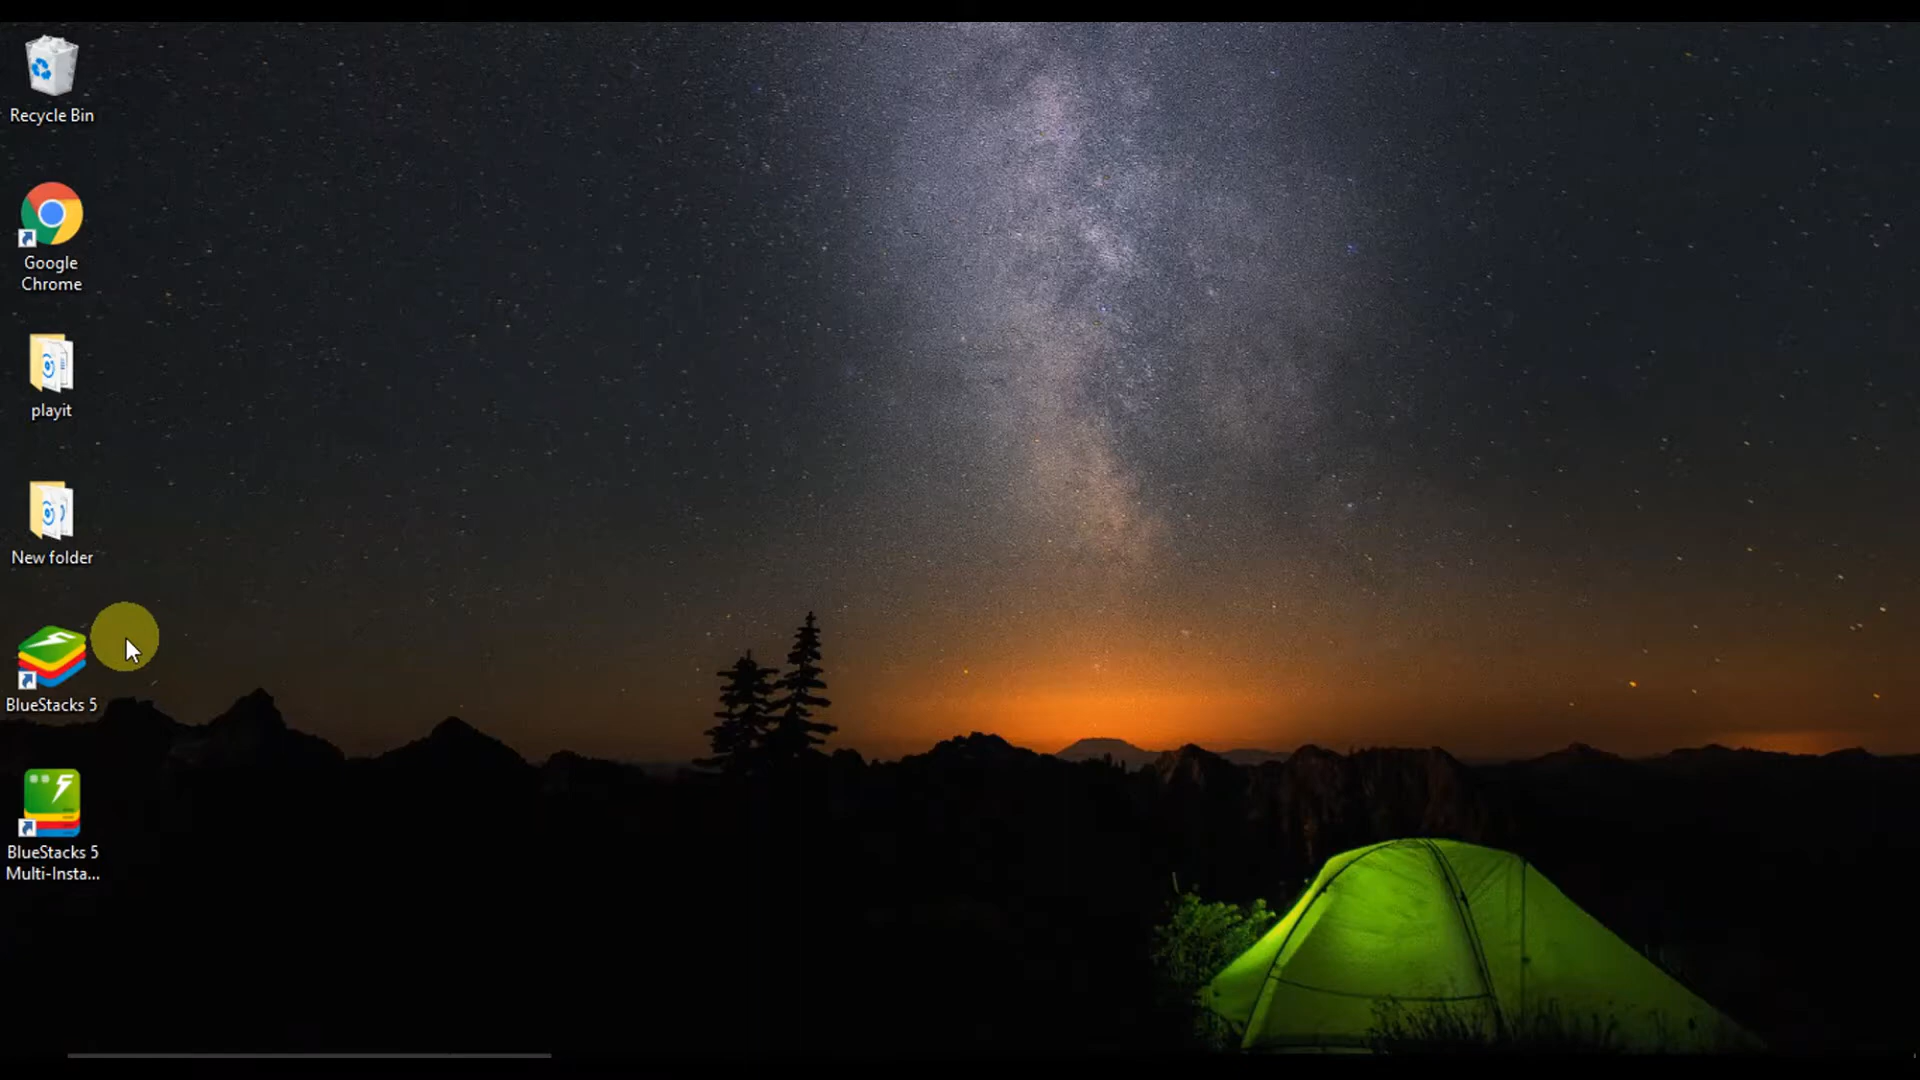 Recycle Bin
Google
Chrome
playit
New folder
BlueStacks 5
BlueStacks 5
Multi-Insta...